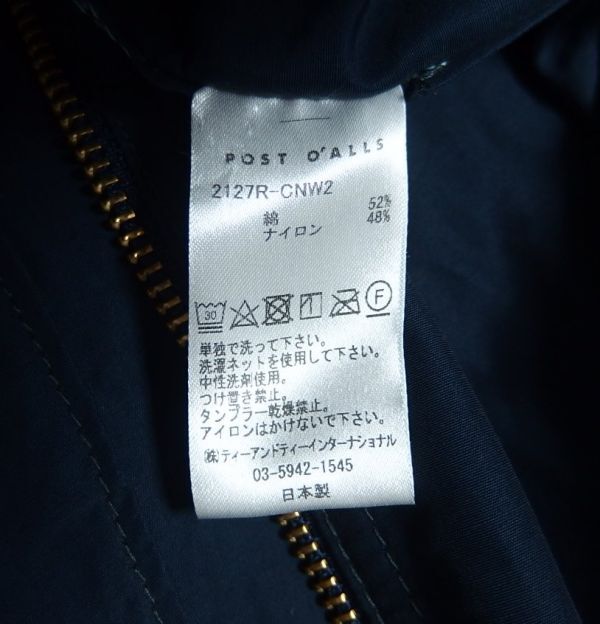 POST O'ALLS
2127R-CNW2
綿 52%
ナイロン 48%
30 F
単独で洗って下さい。
洗濯ネットを使用して下さい。
中性洗剤使用。
つけ置き禁止。
タンブラー乾燥禁止。
アイロンはかけないで下さい。
㈱ティーアンドティーインターナショナル
03-5942-1545
日本製